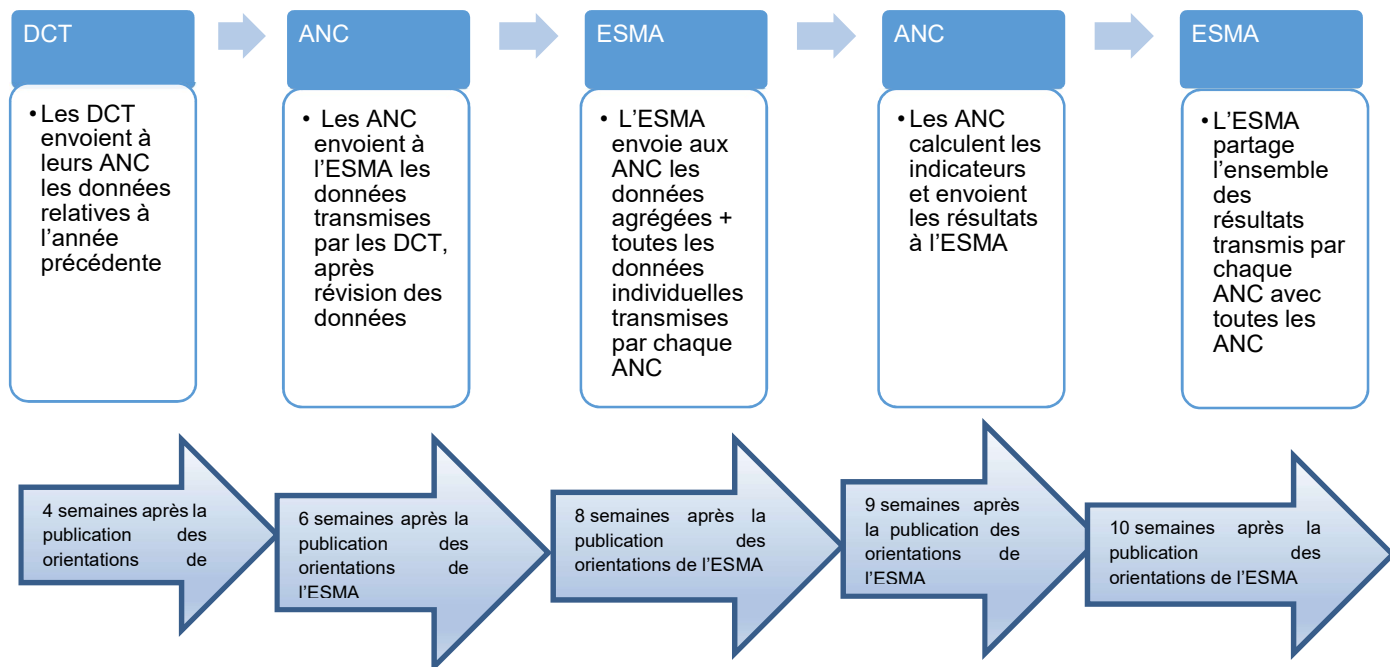 DCT
ANC
ESMA
ANC
ESMA
•Les DCT
envoient à
leurs ANC
les données
relatives à
l’année
précédente
• Les ANC
envoient à
l’ESMA les
données
transmises
par les DCT,
après
révision des
données
• L’ESMA
envoie aux
ANC les
données
agrégées +
toutes les
données
individuelles
transmises
par chaque
ANC
•Les ANC
calculent les
indicateurs
et envoient
les résultats
à l’ESMA
•L’ESMA
partage
l’ensemble
des
résultats
transmis par
chaque
ANC avec
toutes les
ANC
4 semaines après la
publication des
orientations de
6 semaines après la
publication des
orientations de
l’ESMA
8 semaines après la
publication des
orientations de l’ESMA
9 semaines après
la publication des
orientations de
l’ESMA
10 semaines après la
publication des
orientations de l’ESMA